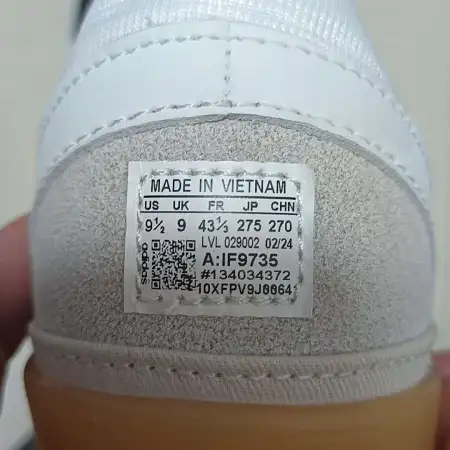 MADE IN VIETNAM
US UK FR JP CHN
9½ 9 43⅓ 275 270
LVL 029002 02/24
adidas
A:IF9735
#134034372